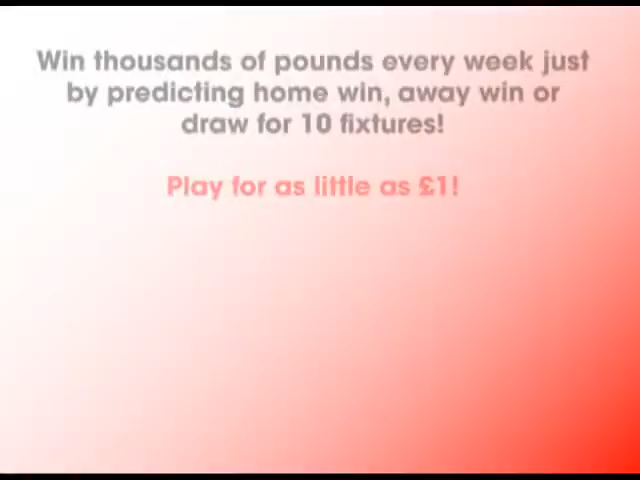 Win thousands of pounds every week just
by predicting home win, away win or
draw for 10 fixtures!
Play for as little as £1!